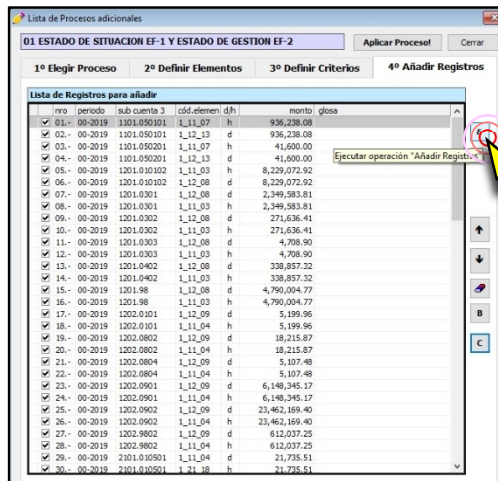 Lista de Procesos adicionales
01 ESTADO DE SITUACION EF-1 Y ESTADO DE GESTION EF-2 Aplicar Proceso! Cerrar
1º Elegir Proceso 2º Definir Elementos 3º Definir Criterios 4º Añadir Registros
Lista de Registros para añadir
nro periodo sub cuenta 3 cód.elemen d/h monto glosa
01.- 00-2019 1101.050101 1_11_07 h 936,238.08
02.- 00-2019 1101.050101 1_12_13 d 936,238.08
03.- 00-2019 1101.050201 1_11_07 h 41,600.00
04.- 00-2019 1101.050201 1_12_13 d 41,600.00
Ejecutar operación "Añadir Registros"
05.- 00-2019 1101.010102 1_11_03 h 8,229,072.92
06.- 00-2019 1101.010102 1_12_08 d 8,229,072.92
07.- 00-2019 1201.0301 1_12_08 d 2,349,583.81
08.- 00-2019 1201.0301 1_11_03 h 2,349,583.81
09.- 00-2019 1201.0302 1_12_08 d 271,636.41
10.- 00-2019 1201.0302 1_11_03 h 271,636.41
11.- 00-2019 1201.0303 1_12_08 d 4,708.90
12.- 00-2019 1201.0303 1_11_03 h 4,708.90
13.- 00-2019 1201.0402 1_12_08 d 338,857.32
14.- 00-2019 1201.0402 1_11_03 h 338,857.32
15.- 00-2019 1201.98 1_12_08 d 4,790,004.77
16.- 00-2019 1201.98 1_11_03 h 4,790,004.77
17.- 00-2019 1202.0101 1_12_09 d 5,199.96
18.- 00-2019 1202.0101 1_11_04 h 5,199.96
19.- 00-2019 1202.0802 1_12_09 d 18,215.87
20.- 00-2019 1202.0802 1_11_04 h 18,215.87
21.- 00-2019 1202.0804 1_12_09 d 5,107.48
22.- 00-2019 1202.0804 1_11_04 h 5,107.48
23.- 00-2019 1202.0901 1_12_09 d 6,148,345.17
24.- 00-2019 1202.0901 1_11_04 h 6,148,345.17
25.- 00-2019 1202.0902 1_12_09 d 23,462,169.40
26.- 00-2019 1202.0902 1_11_04 h 23,462,169.40
27.- 00-2019 1202.9802 1_12_09 d 612,037.25
28.- 00-2019 1202.9802 1_11_04 h 612,037.25
29.- 00-2019 2101.010501 1_11_04 d 21,735.51
30.- 00-2019 2101.010501 1_21_18 h 21,735.51
B
C